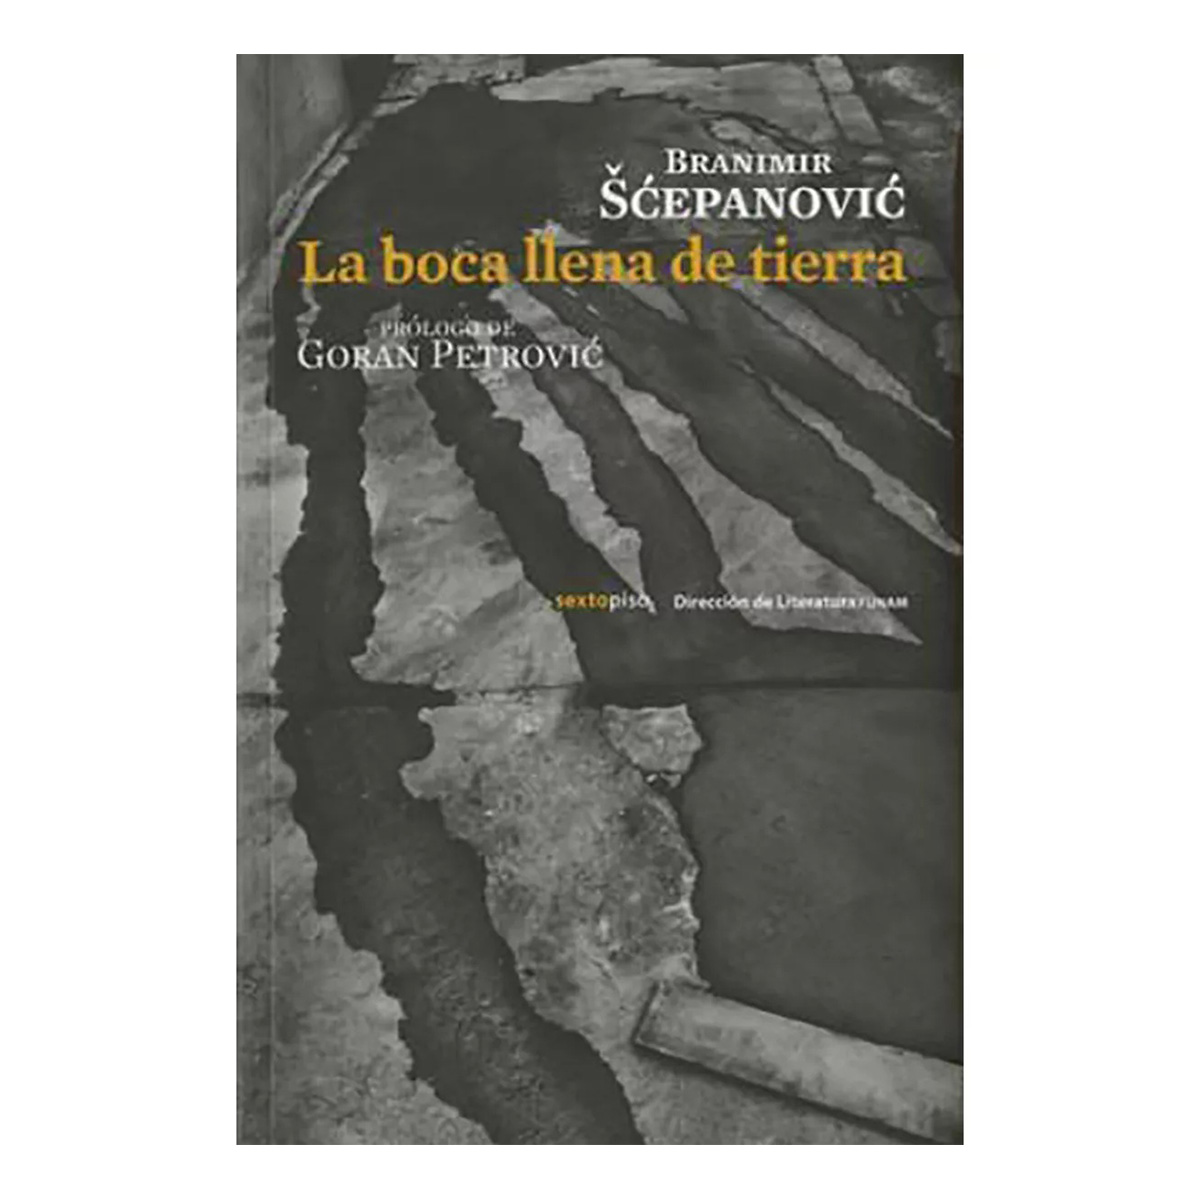 BRANIMIR
ŠĆEPANOVIĆ
La boca llena de tierra
PRÓLOGO DE
GORAN PETROVIĆ
sextopiso Dirección de Literatura / UNAM